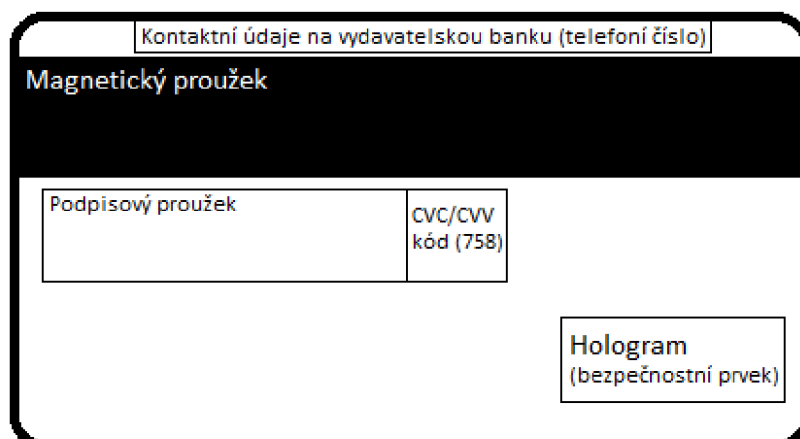 Kontaktní údaje na vydavatelskou banku (telefoní číslo)
Magnetický proužek
Podpisový proužek
CVC/CVV
kód (758)
Hologram
(bezpečnostní prvek)